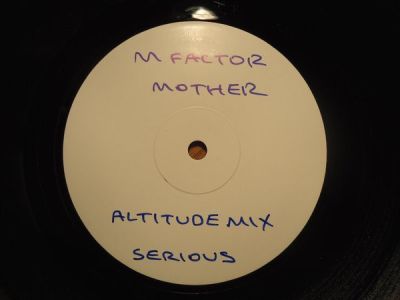 M FACTOR
MOTHER
ALTITUDE MIX
SERIOUS